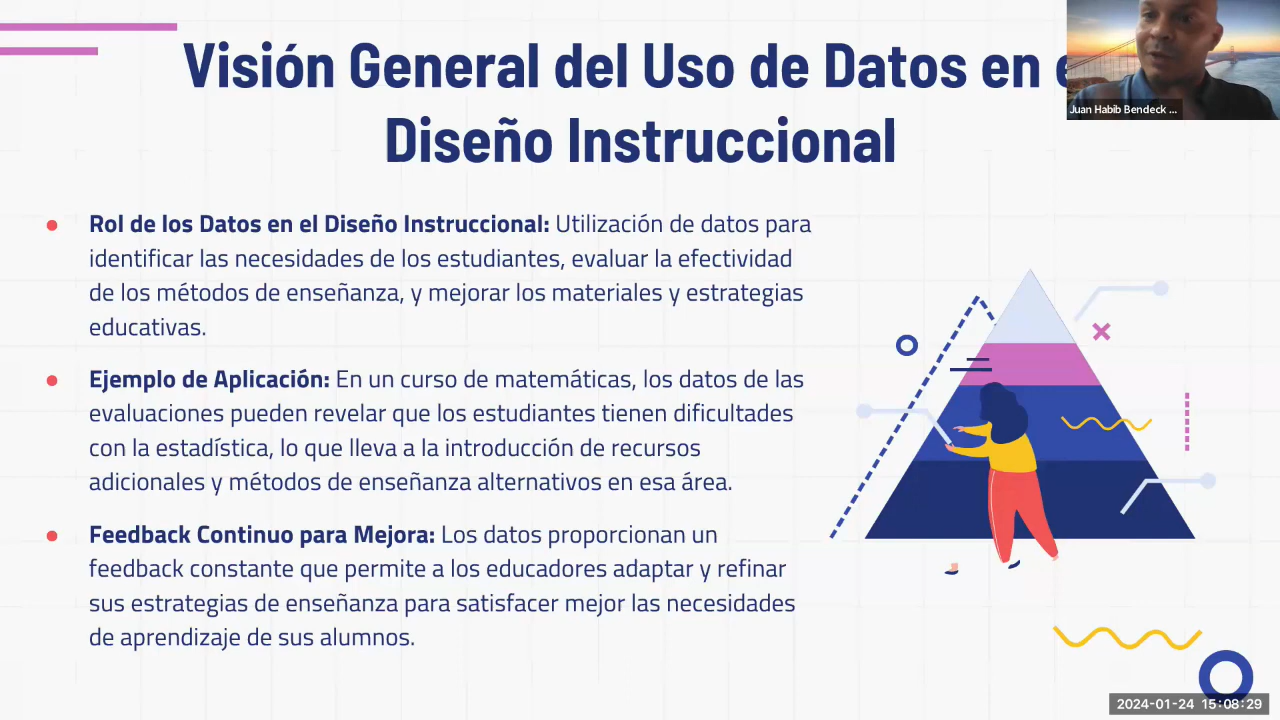 Visión General del Uso de Datos en e
Diseño Instruccional
Juan Habib Bendeck ...
Rol de los Datos en el Diseño Instruccional: Utilización de datos para
identificar las necesidades de los estudiantes, evaluar la efectividad
de los métodos de enseñanza, y mejorar los materiales y estrategias
educativas.
Ejemplo de Aplicación: En un curso de matemáticas, los datos de las
evaluaciones pueden revelar que los estudiantes tienen dificultades
con la estadística, lo que lleva a la introducción de recursos
adicionales y métodos de enseñanza alternativos en esa área.
Feedback Continuo para Mejora: Los datos proporcionan un
feedback constante que permite a los educadores adaptar y refinar
sus estrategias de enseñanza para satisfacer mejor las necesidades
de aprendizaje de sus alumnos.
2024-01-24 15:08:29